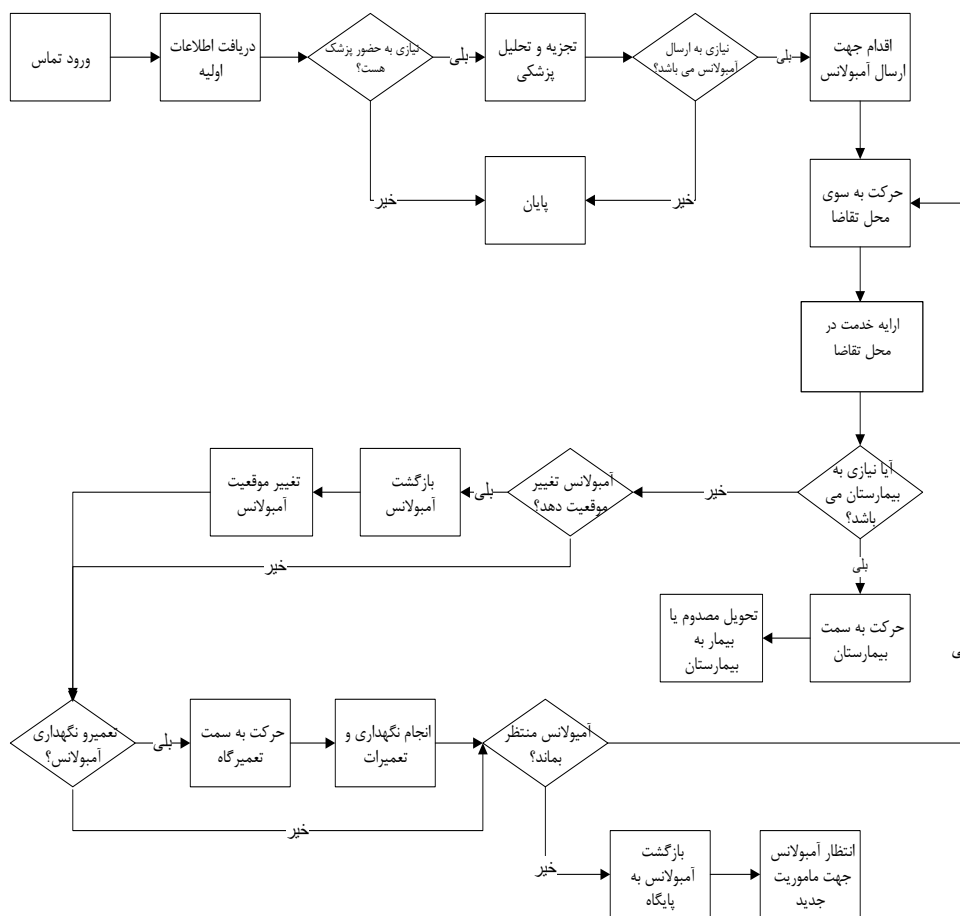 ورود تماس
دریافت اطلاعات
اولیه
نیازی به حضور پزشک
هست؟
بلی
تجزیه و تحلیل
پزشکی
نیازی به ارسال
آمبولانس می باشد؟
بلی
اقدام جهت
ارسال آمبولانس
خیر
پایان
خیر
حرکت به سوی
محل تقاضا
ارایه خدمت در
محل تقاضا
آیا نیازی به
بیمارستان می
باشد؟
خیر
آمبولانس تغییر
موقعیت دهد؟
بلی
بازگشت
آمبولانس
تغییر موقعیت
آمبولانس
خیر
بلی
حرکت به سمت
بیمارستان
تحویل مصدوم یا
بیمار به
بیمارستان
تعمیرو نگهداری
آمبولانس؟
بلی
حرکت به سمت
تعمیرگاه
انجام نگهداری و
تعمیرات
آمبولانس منتظر
بماند؟
خیر
خیر
بازگشت
آمبولانس به
پایگاه
انتظار آمبولانس
جهت ماموریت
جدید